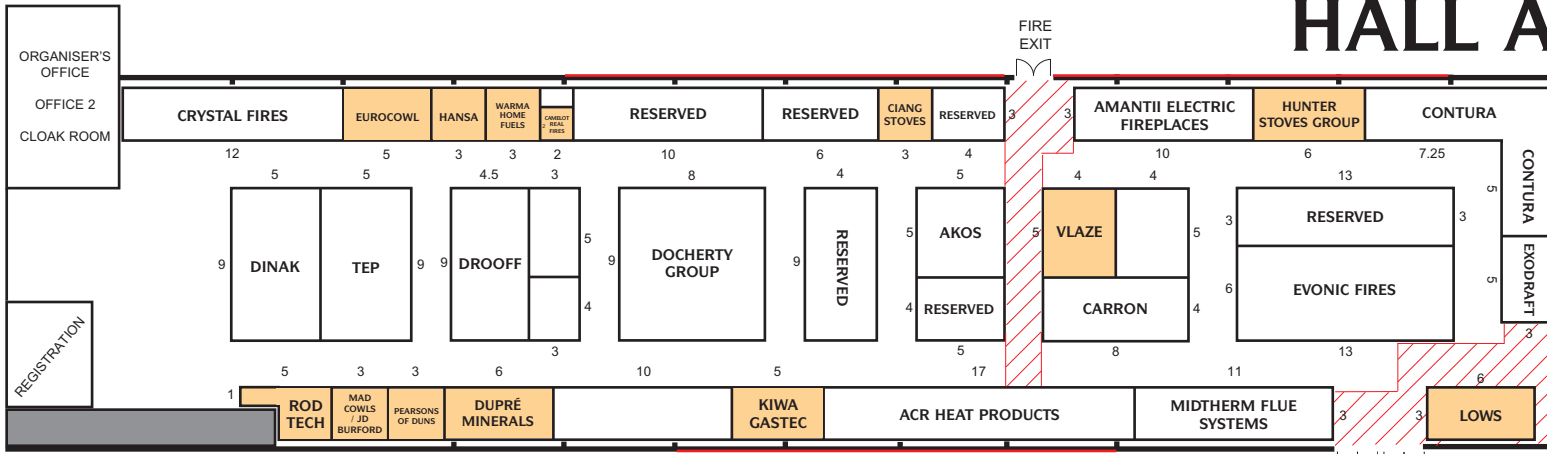 HALL A
FIRE
EXIT
ORGANISER'S
OFFICE
OFFICE 2
CLOAK ROOM
CRYSTAL FIRES
EUROCOWL
HANSA
WARMA
HOME
FUELS
2
CAMELOT
REAL
FIRES
RESERVED
RESERVED
CIANG
STOVES
RESERVED
3
3
AMANTII ELECTRIC
FIREPLACES
HUNTER
STOVES GROUP
CONTURA
12
5
3
3
2
10
6
3
4
10
6
7.25
CONTURA
5
5
5
4.5
3
8
4
5
4
4
13
9
DINAK
TEP
9
9
DROOFF
5
4
9
DOCHERTY
GROUP
9
RESERVED
5
AKOS
4
RESERVED
5
VLAZE
5
CARRON
4
3
RESERVED
3
6
EVONIC FIRES
5
EXODRAFT
3
3
5
8
13
REGISTRATION
5
3
3
6
10
5
17
11
6
1
ROD
TECH
MAD
COWLS
/ JD
BURFORD
PEARSONS
OF DUNS
DUPRÉ
MINERALS
KIWA
GASTEC
ACR HEAT PRODUCTS
MIDTHERM FLUE
SYSTEMS
3
3
LOWS